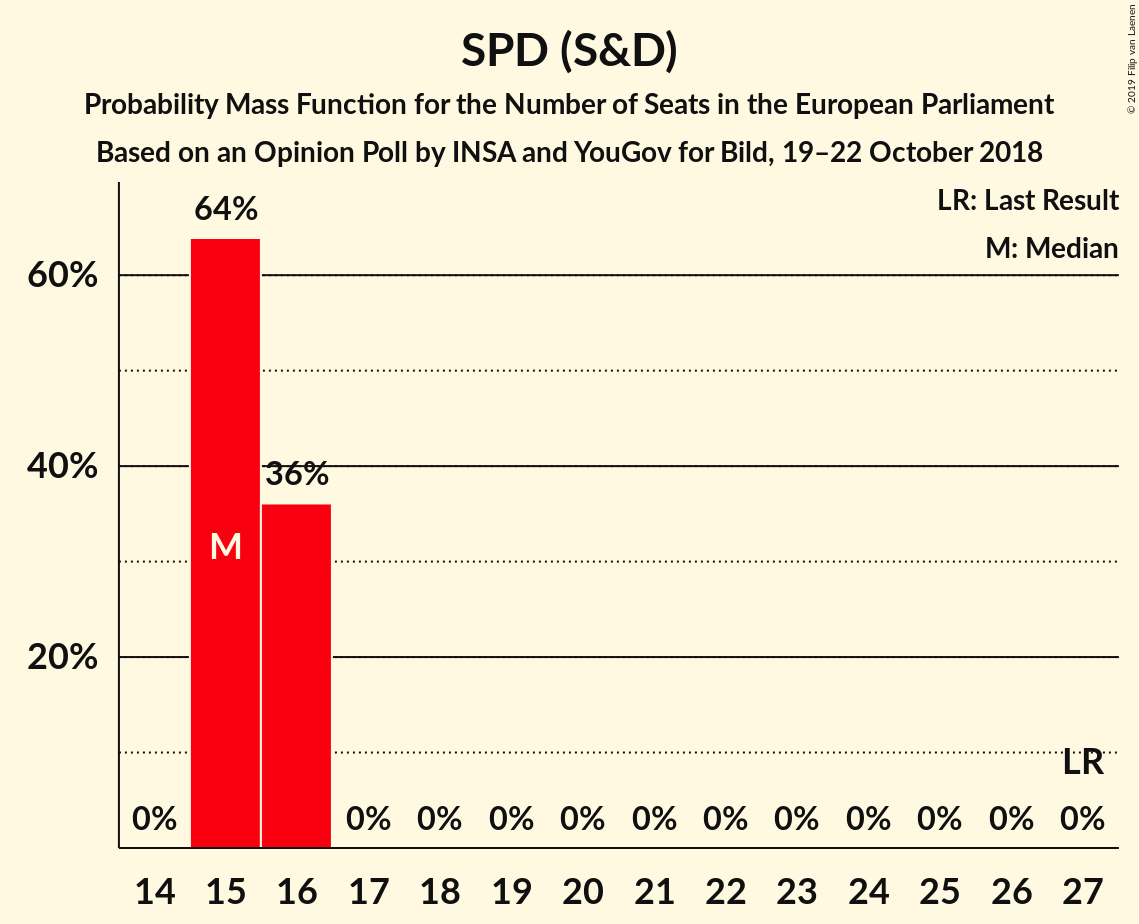 SPD (S&D)
Probability Mass Function for the Number of Seats in the European Parliament
Based on an Opinion Poll by INSA and YouGov for Bild, 19–22 October 2018
© 2019 Filip van Laenen
LR: Last Result
M: Median
64%
60%
40%
36%
M
20%
LR
0% 0% 0% 0% 0% 0% 0% 0% 0% 0% 0% 0%
14 15 16 17 18 19 20 21 22 23 24 25 26 27